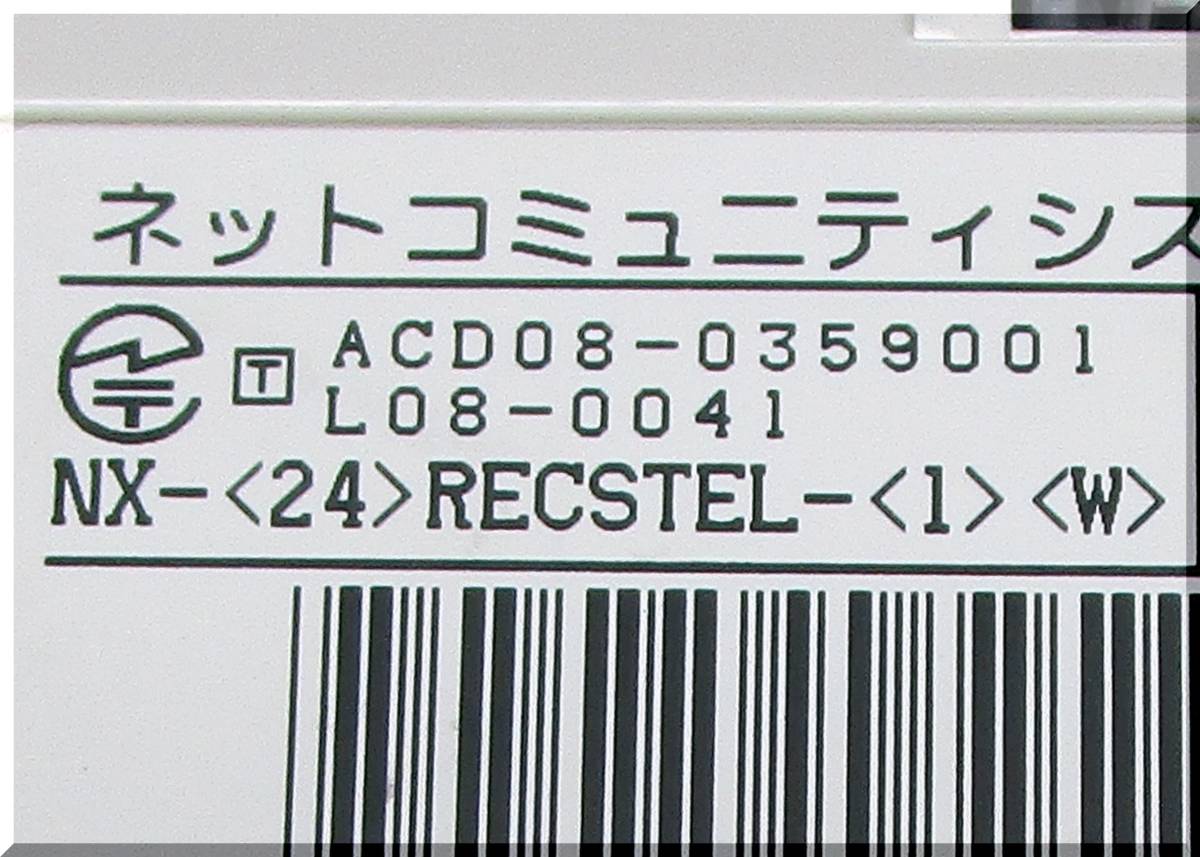 ネットコミュニティシス
T ACD08-0359001
L08-0041
NX-<24>RECSTEL-<1><W>